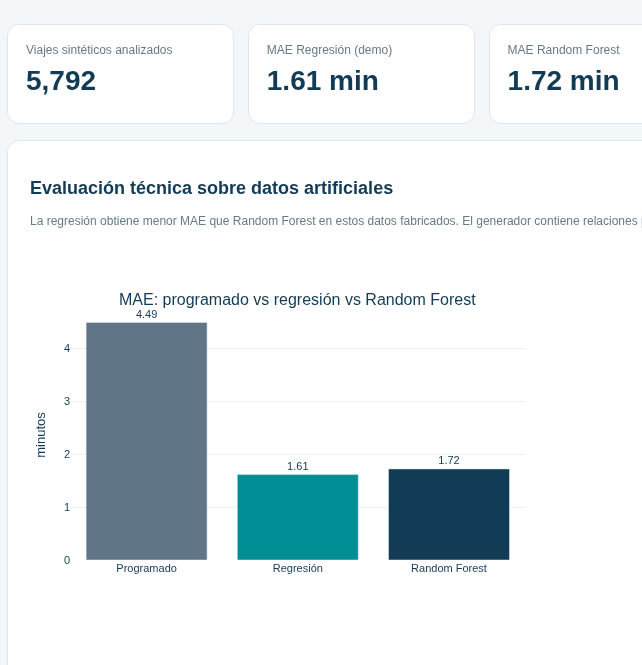 Viajes sintéticos analizados
5,792
MAE Regresión (demo)
1.61 min
MAE Random Forest
1.72 min
Evaluación técnica sobre datos artificiales
La regresión obtiene menor MAE que Random Forest en estos datos fabricados. El generador contiene relaciones
MAE: programado vs regresión vs Random Forest
4.49
1.61
1.72
minutos
4
3
2
1
0
Programado
Regresión
Random Forest